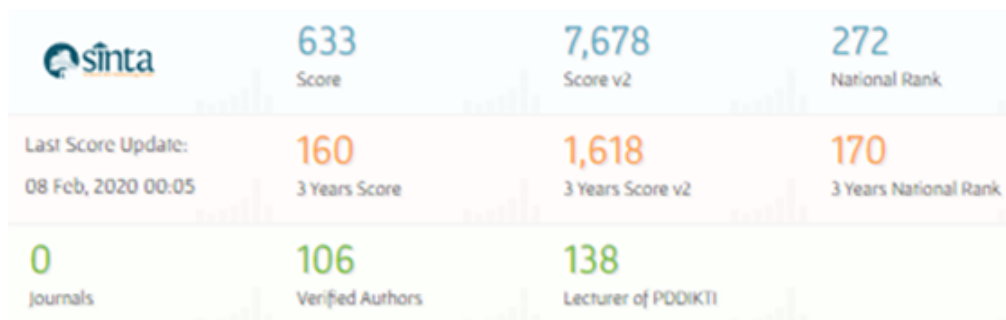 sinta
633
Score
7,678
Score v2
272
National Rank
Last Score Update:
08 Feb, 2020 00:05
160
3 Years Score
1,618
3 Years Score v2
170
3 Years National Rank
0
Journals
106
Verified Authors
138
Lecturer of PDDIKTI